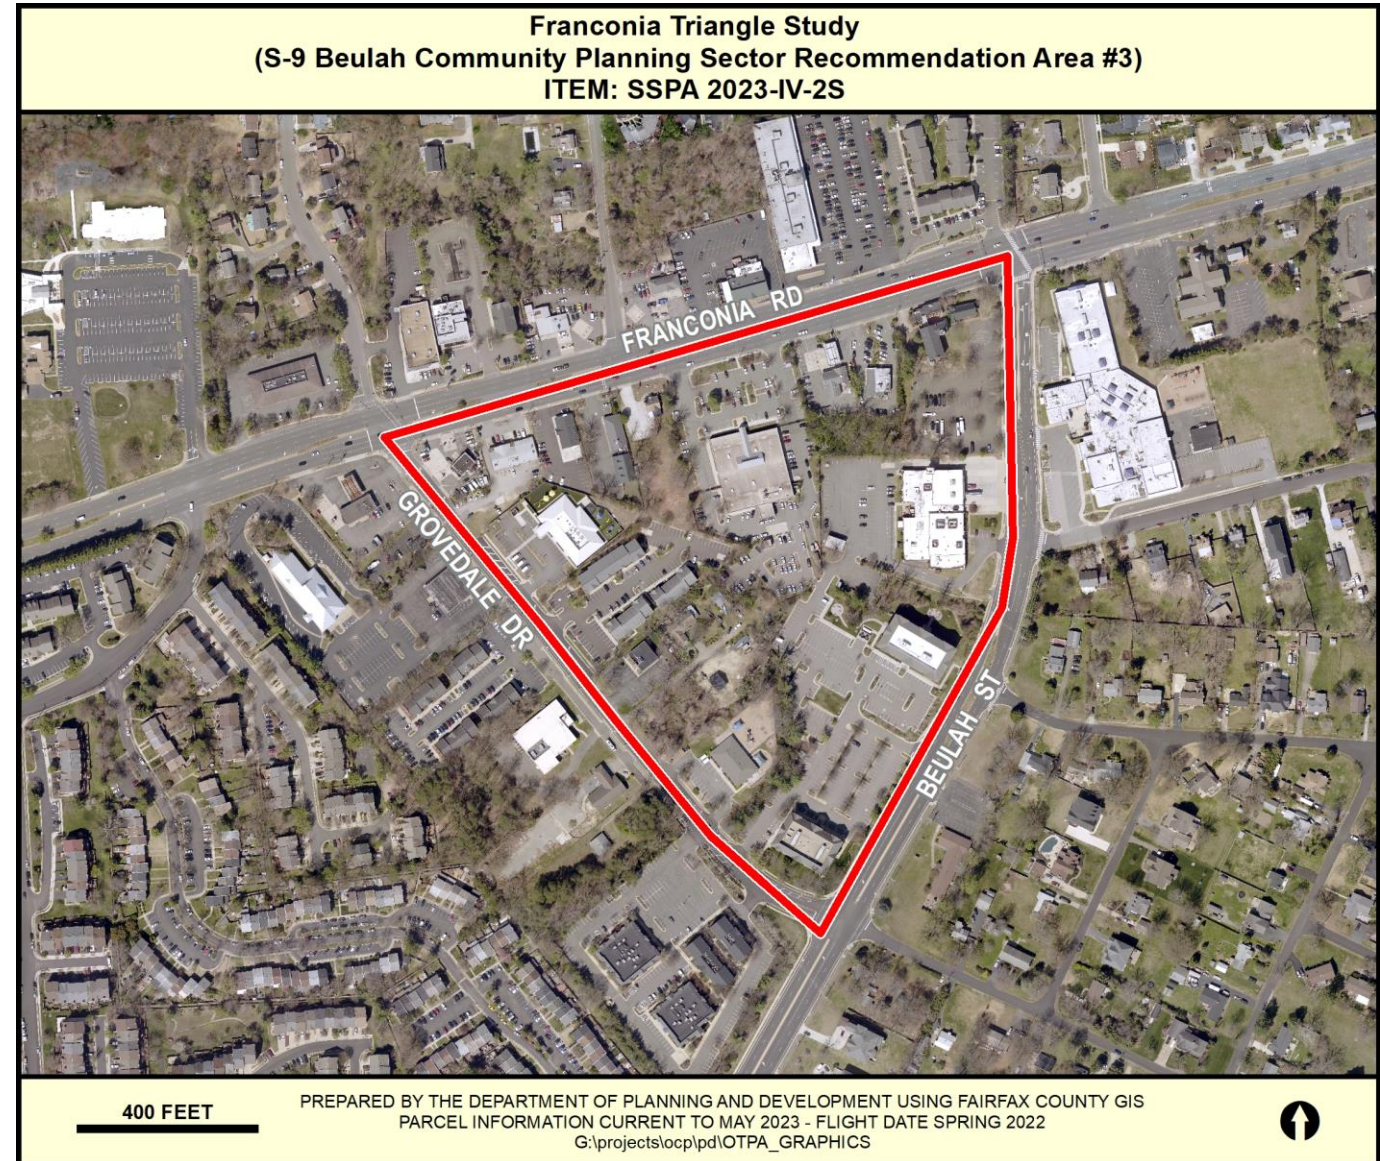 Franconia Triangle Study
(S-9 Beulah Community Planning Sector Recommendation Area #3)
ITEM: SSPA 2023-IV-2S
FRANCONIA RD
GROVEDALE DR
BEULAH ST
400 FEET
PREPARED BY THE DEPARTMENT OF PLANNING AND DEVELOPMENT USING FAIRFAX COUNTY GIS
PARCEL INFORMATION CURRENT TO MAY 2023 - FLIGHT DATE SPRING 2022
G:\projects\ocp\pd\OTPA_GRAPHICS